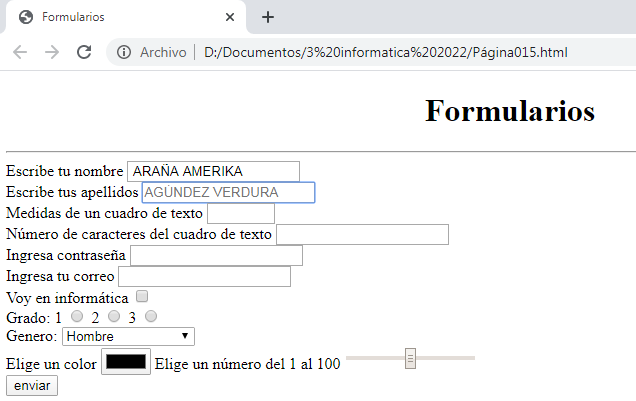 Formularios
Archivo D:/Documentos/3%20informatica%202022/Página015.html
Formularios
Escribe tu nombre ARAÑA AMERIKA
Escribe tus apellidos AGÚNDEZ VERDURA
Medidas de un cuadro de texto
Número de caracteres del cuadro de texto
Ingresa contraseña
Ingresa tu correo
Voy en informática
Grado: 1 2 3
Genero: Hombre
Elige un color Elige un número del 1 al 100
enviar